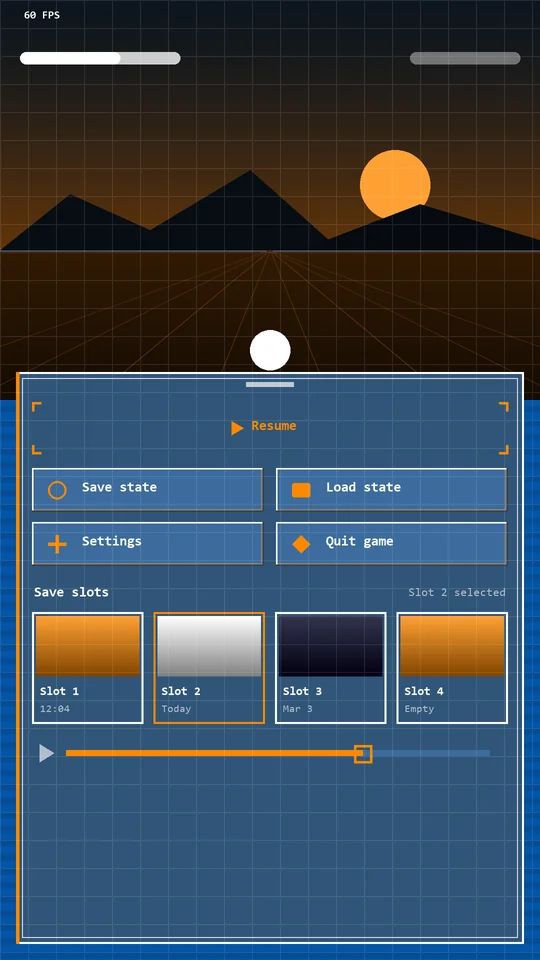 60 FPS
Resume
Save state
Load state
Settings
Quit game
Save slots
Slot 2 selected
Slot 1
12:04
Slot 2
Today
Slot 3
Mar 3
Slot 4
Empty